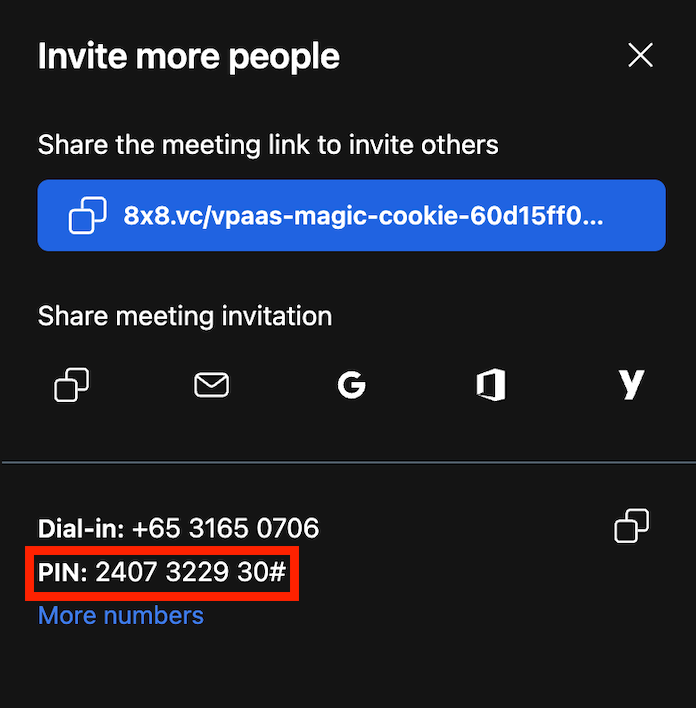 Invite more people
Share the meeting link to invite others
8x8.vc/vpaas-magic-cookie-60d15ff0...
Share meeting invitation
Dial-in: +65 3165 0706
PIN: 2407 3229 30#
More numbers